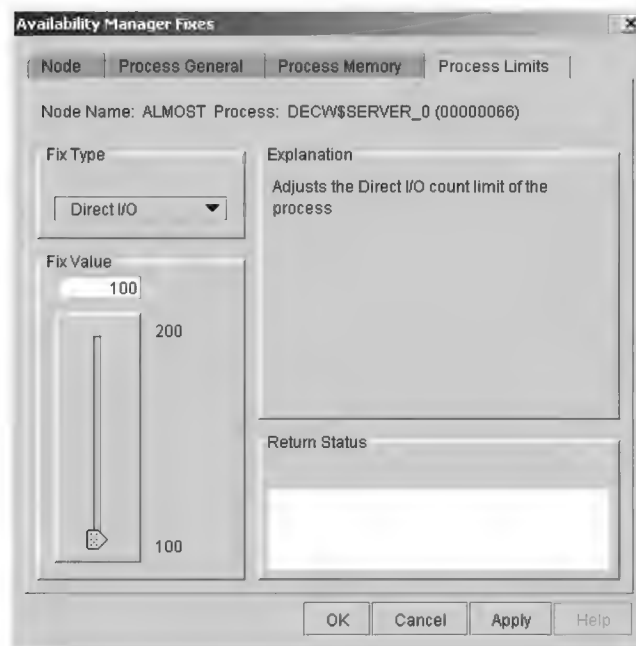 Availability Manager Fixes
Node
Process General
Process Memory
Process Limits
Node Name: ALMOST Process: DECW$SERVER_0 (00000066)
Fix Type
Direct I/O
Explanation
Adjusts the Direct I/O count limit of the
process
Fix Value
100
200
100
Return Status
OK
Cancel
Apply
Help